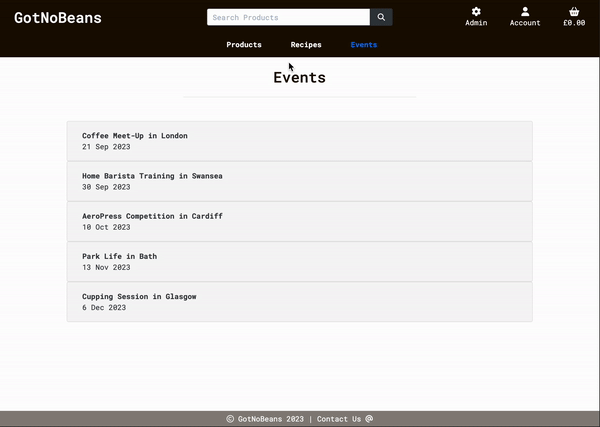 GotNoBeans
Search Products
Admin
Account
£0.00
Products
Recipes
Events
Events
Coffee Meet-Up in London
21 Sep 2023
Home Barista Training in Swansea
30 Sep 2023
AeroPress Competition in Cardiff
10 Oct 2023
Park Life in Bath
13 Nov 2023
Cupping Session in Glasgow
6 Dec 2023
© GotNoBeans 2023 | Contact Us @